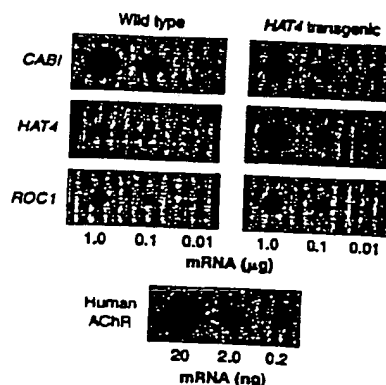 Wild type HAT4 transgenic
CABI
HAT4
ROC1
1.0 0.1 0.01 1.0 0.1 0.01
mRNA (μg)
Human
AChR
20 2.0 0.2
mRNA (ng)